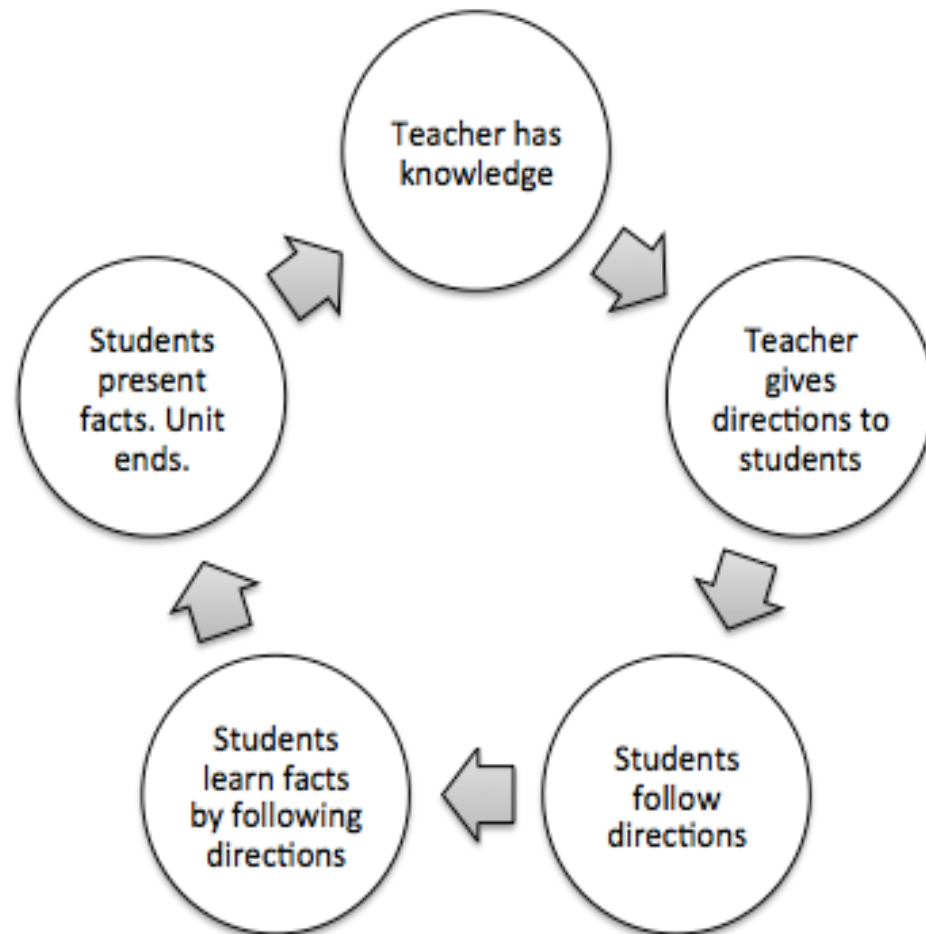 Teacher has
knowledge
Teacher
gives
directions to
students
Students
follow
directions
Students
learn facts
by following
directions
Students
present
facts. Unit
ends.